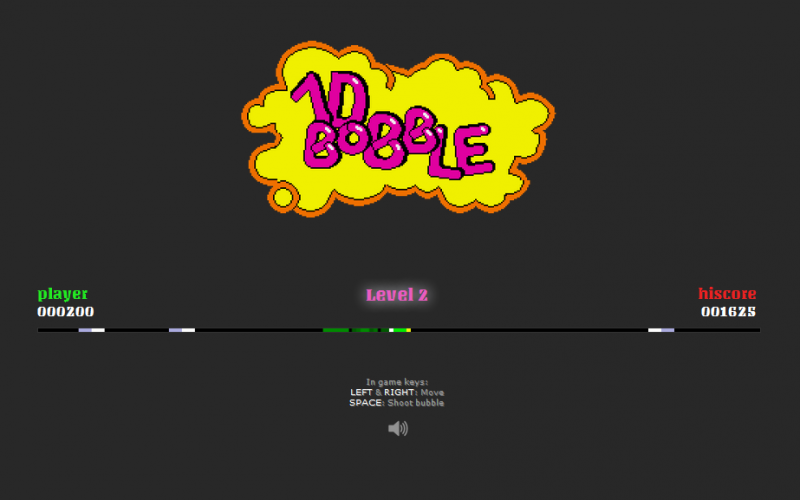 1D
BOBBLE
player
Level 2
hiscore
000200
001625
In game keys:
LEFT & RIGHT: Move
SPACE: Shoot bubble